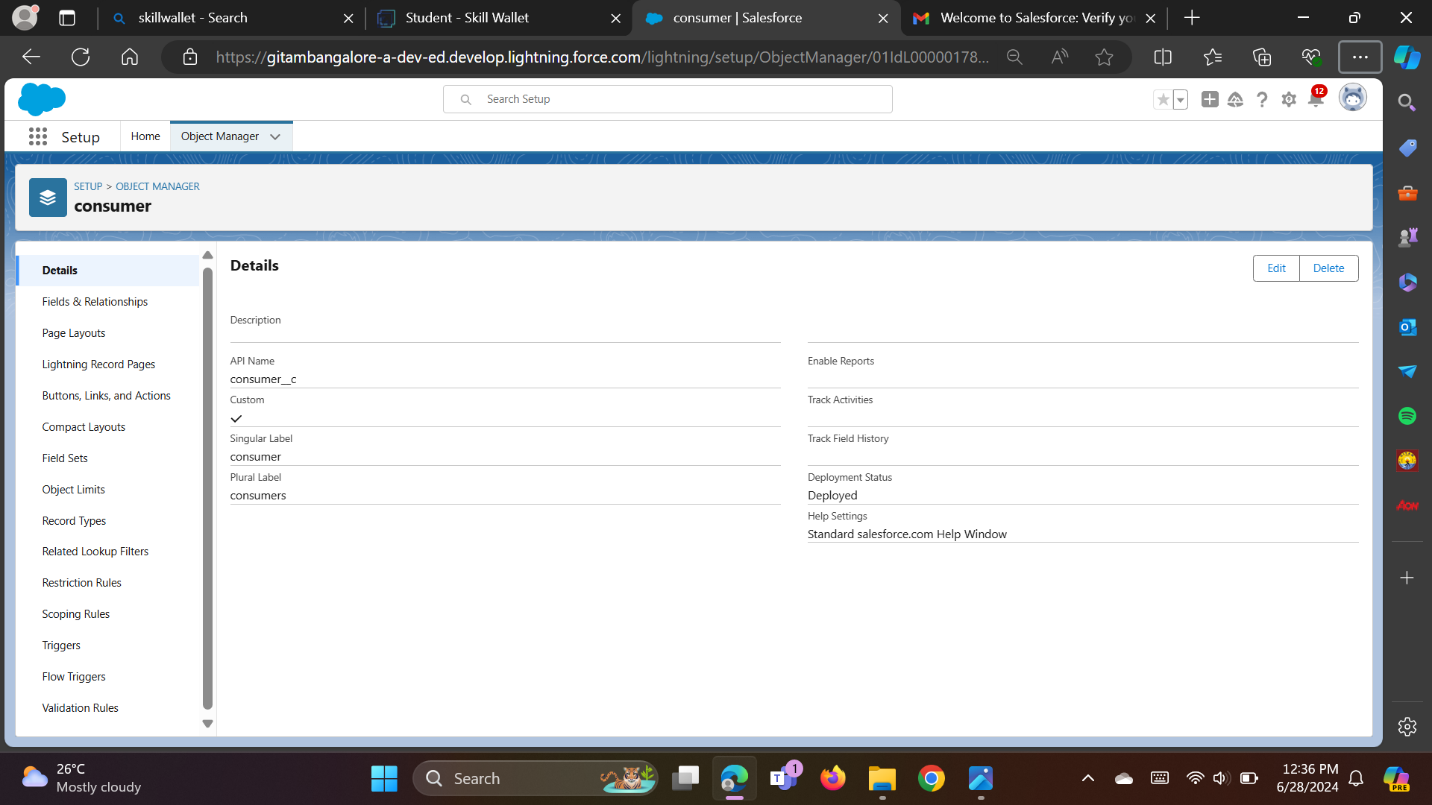 skillwallet - Search
Student - Skill Wallet
consumer | Salesforce
Welcome to Salesforce: Verify yo
https://gitambangalore-a-dev-ed.develop.lightning.force.com/lightning/setup/ObjectManager/01IdL00000178...
Search Setup
12
Setup
Home
Object Manager
SETUP > OBJECT MANAGER
consumer
Details
Fields & Relationships
Page Layouts
Lightning Record Pages
Buttons, Links, and Actions
Compact Layouts
Field Sets
Object Limits
Record Types
Related Lookup Filters
Restriction Rules
Scoping Rules
Triggers
Flow Triggers
Validation Rules
Details
Edit
Delete
Description
API Name
consumer__c
Custom
Singular Label
consumer
Plural Label
consumers
Enable Reports
Track Activities
Track Field History
Deployment Status
Deployed
Help Settings
Standard salesforce.com Help Window
AON
26°C
Mostly cloudy
Search
1
12:36 PM
6/28/2024
PRE